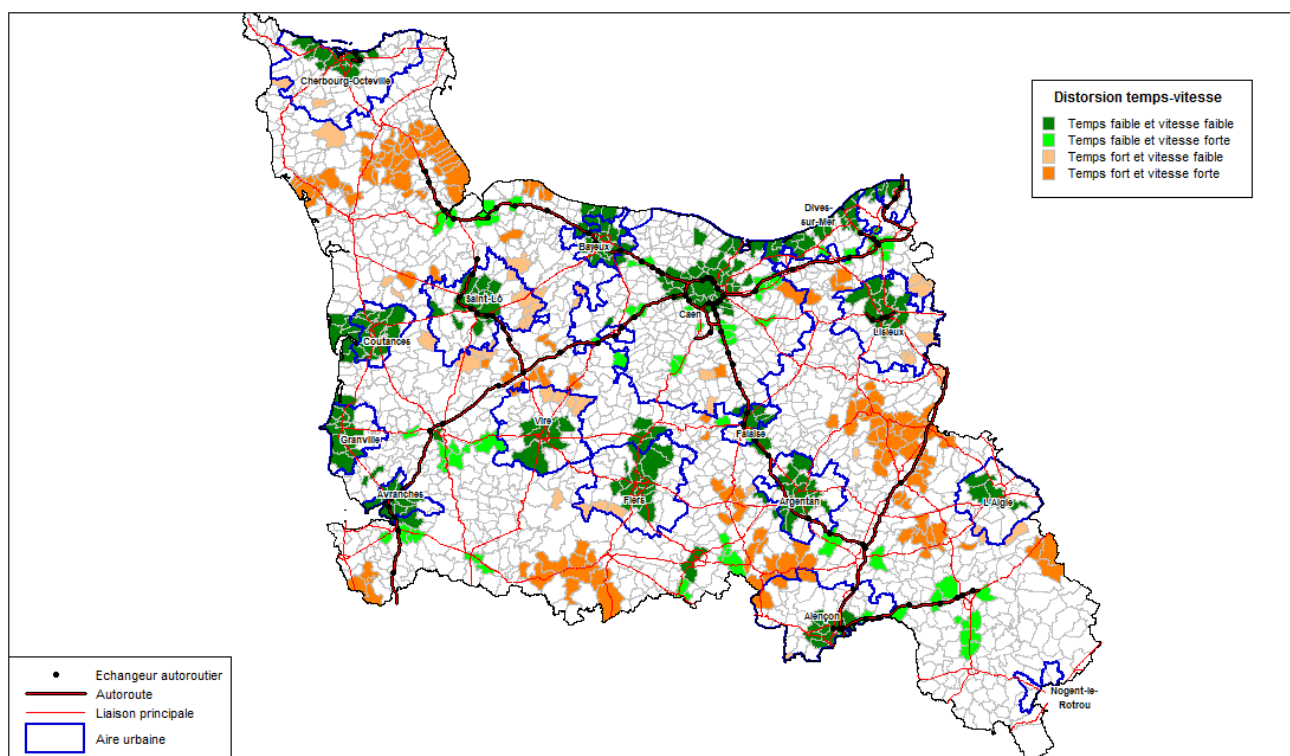 Cherbourg-Octeville
Distorsion temps-vitesse
Temps faible et vitesse faible
Temps faible et vitesse forte
Temps fort et vitesse faible
Temps fort et vitesse forte
Dives-
sur-Mer
Bayeux
Saint-Lô
Caen
Lisieux
Coutances
Vire
Falaise
Granville
Avranches
Flers
Argentan
L'Aigle
Alençon
Nogent-le-
Rotrou
Echangeur autoroutier
Autoroute
Liaison principale
Aire urbaine